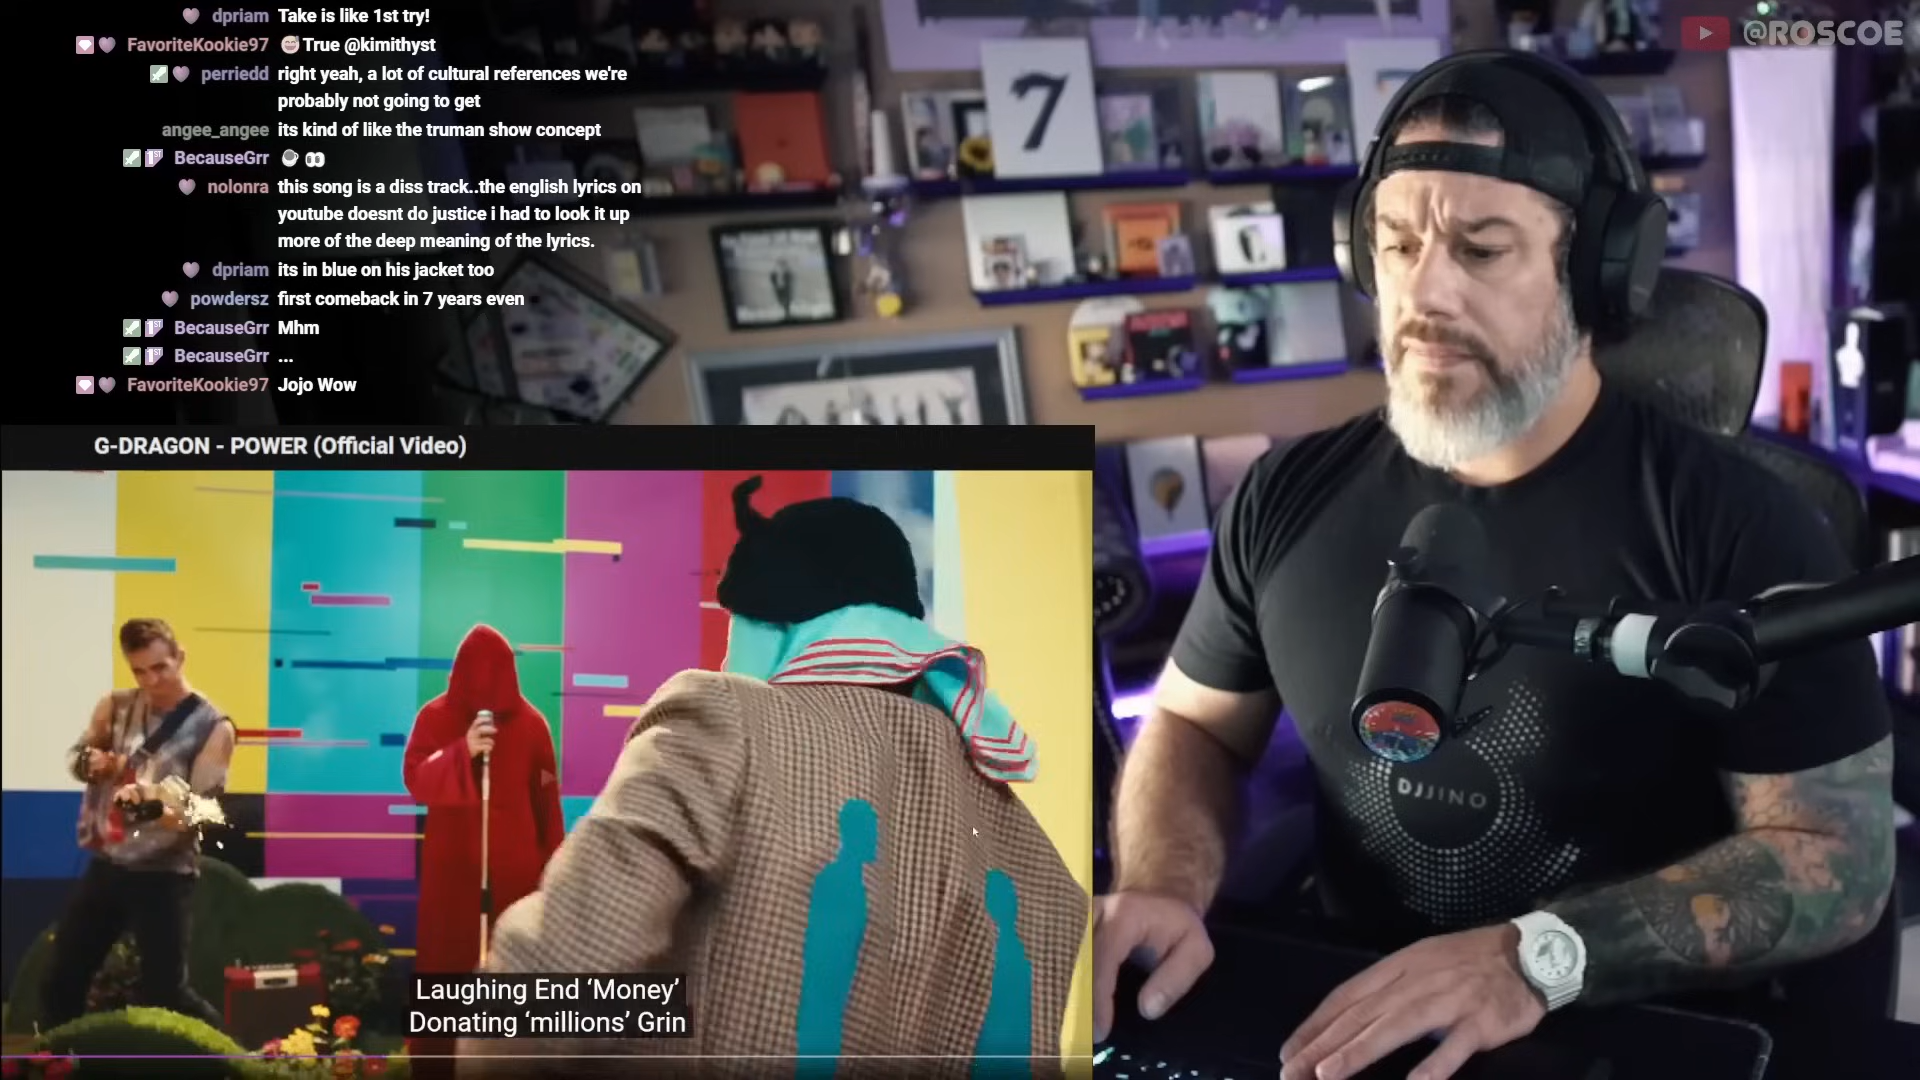 dpriam Take is like 1st try!
FavoriteKookie97 True @kimithyst
perriedd right yeah, a lot of cultural references we're
probably not going to get
angee_angee its kind of like the truman show concept
BecauseGrr
nolonra this song is a diss track..the english lyrics on
youtube doesnt do justice i had to look it up
more of the deep meaning of the lyrics.
dpriam its in blue on his jacket too
powdersz first comeback in 7 years even
BecauseGrr Mhm
BecauseGrr ...
FavoriteKookie97 Jojo Wow
@ROSCOE
7
G-DRAGON - POWER (Official Video)
DJJINO
Laughing End ‘Money’
Donating ‘millions’ Grin